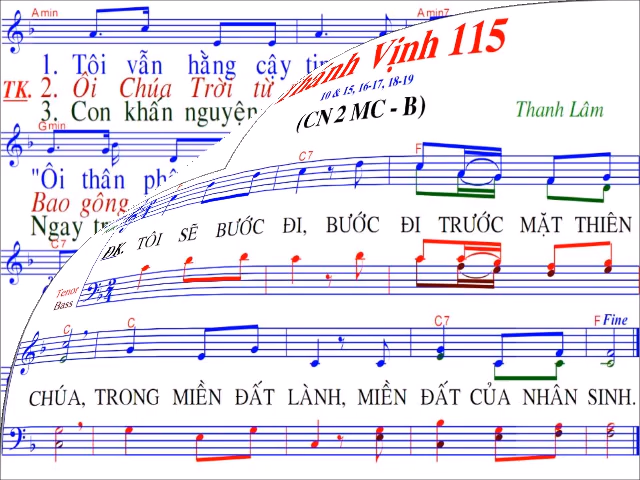 Amin Amin7
1. Tôi vẫn hằng cậy
TK. 2. Ôi Chúa Trời từ
3. Con khấn nguyện
Thánh Vịnh 115
10 & 15, 16-17, 18-19
(CN 2 MC - B)
Thanh Lâm
Gmin
"Ôi thân
Bao gông
Ngay
C7 F
ĐK. TÔI SẼ BƯỚC ĐI, BƯỚC ĐI TRƯỚC MẶT THIÊN
C7
Tenor
Bass
C C C7 F Fine
CHÚA, TRONG MIỀN ĐẤT LÀNH, MIỀN ĐẤT CỦA NHÂN SINH.